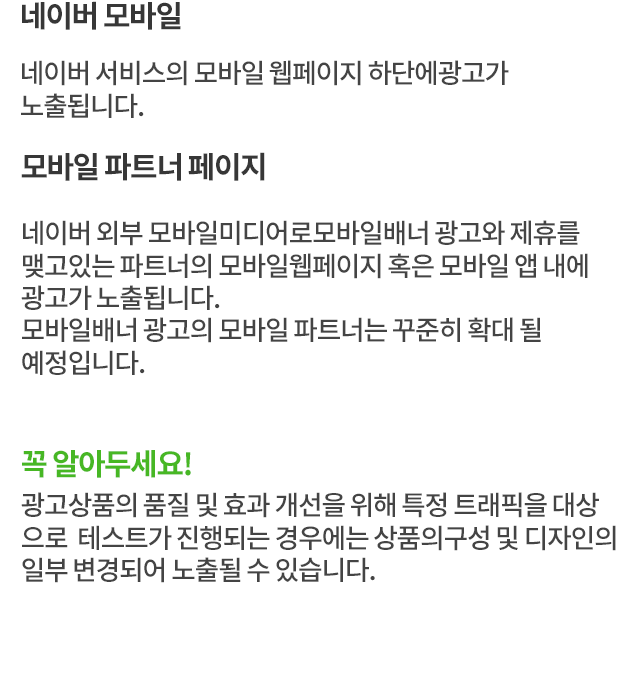 네이버 모바일
네이버 서비스의 모바일 웹페이지 하단에광고가
노출됩니다.
모바일 파트너 페이지
네이버 외부 모바일미디어로모바일배너 광고와 제휴를
맺고있는 파트너의 모바일웹페이지 혹은 모바일 앱 내에
광고가 노출됩니다.
모바일배너 광고의 모바일 파트너는 꾸준히 확대 될
예정입니다.
꼭 알아두세요!
광고상품의 품질 및 효과 개선을 위해 특정 트래픽을 대상
으로  테스트가 진행되는 경우에는 상품의구성 및 디자인의
일부 변경되어 노출될 수 있습니다.